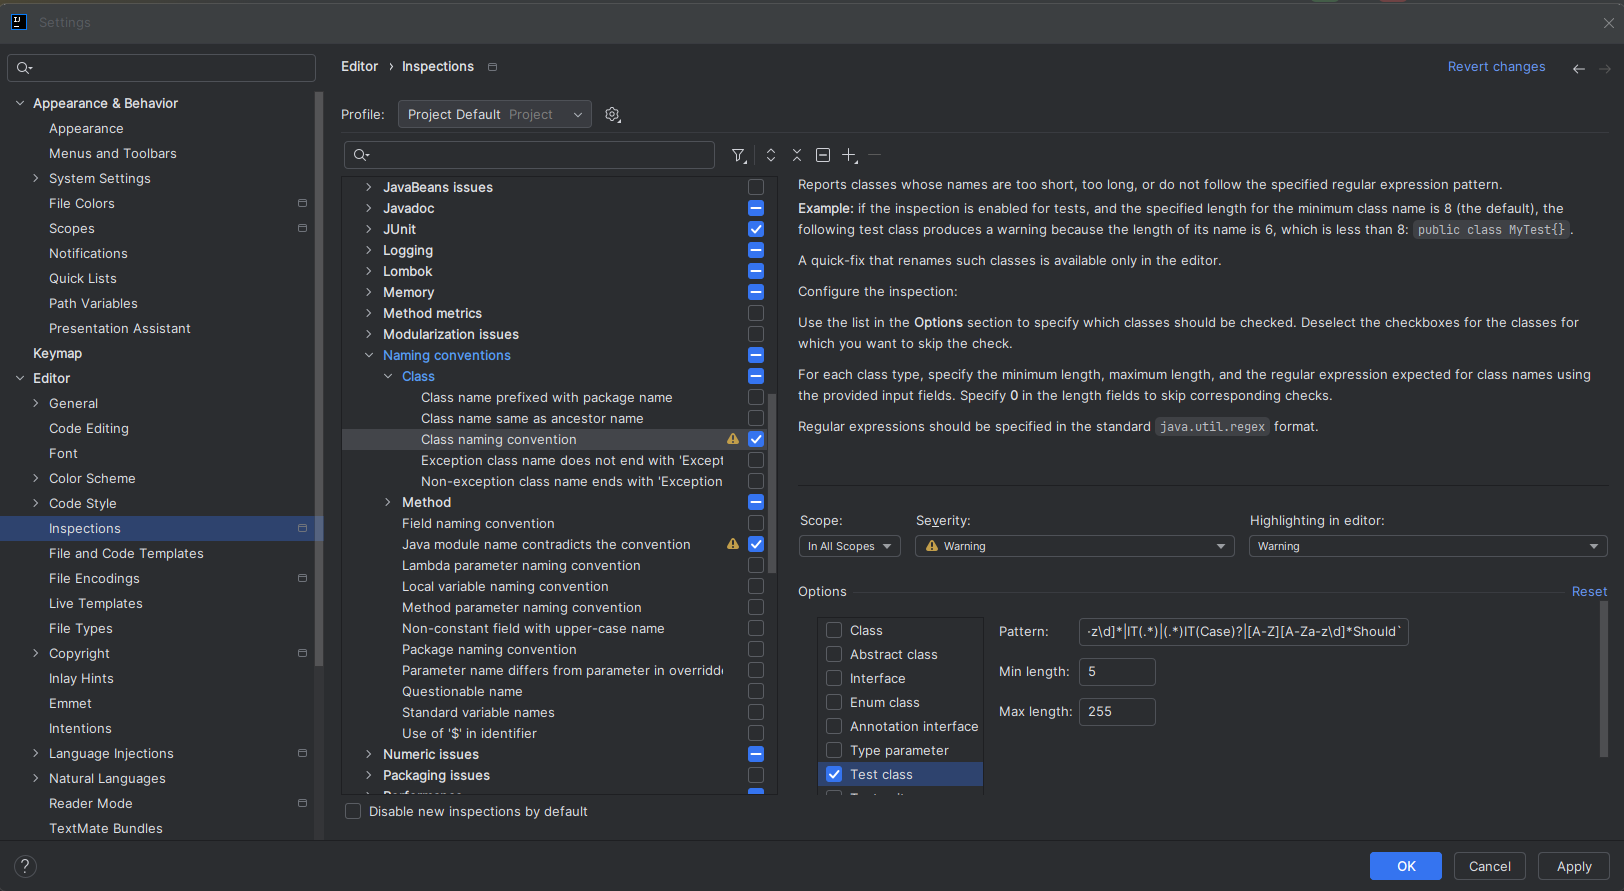 Settings
Editor › Inspections
Revert changes
Appearance & Behavior
Appearance
Menus and Toolbars
System Settings
File Colors
Scopes
Notifications
Quick Lists
Path Variables
Presentation Assistant
Keymap
Editor
General
Code Editing
Font
Color Scheme
Code Style
Inspections
File and Code Templates
File Encodings
Live Templates
File Types
Copyright
Inlay Hints
Emmet
Intentions
Language Injections
Natural Languages
Reader Mode
TextMate Bundles
Profile: Project Default Project
JavaBeans issues
Javadoc
JUnit
Logging
Lombok
Memory
Method metrics
Modularization issues
Naming conventions
Class
Class name prefixed with package name
Class name same as ancestor name
Class naming convention
Exception class name does not end with 'Except
Non-exception class name ends with 'Exception
Method
Field naming convention
Java module name contradicts the convention
Lambda parameter naming convention
Local variable naming convention
Method parameter naming convention
Non-constant field with upper-case name
Package naming convention
Parameter name differs from parameter in overridde
Questionable name
Standard variable names
Use of '$' in identifier
Numeric issues
Packaging issues
Disable new inspections by default
Reports classes whose names are too short, too long, or do not follow the specified regular expression pattern.
Example: if the inspection is enabled for tests, and the specified length for the minimum class name is 8 (the default), the
following test class produces a warning because the length of its name is 6, which is less than 8: public class MyTest{} .
A quick-fix that renames such classes is available only in the editor.
Configure the inspection:
Use the list in the Options section to specify which classes should be checked. Deselect the checkboxes for the classes for
which you want to skip the check.
For each class type, specify the minimum length, maximum length, and the regular expression expected for class names using
the provided input fields. Specify 0 in the length fields to skip corresponding checks.
Regular expressions should be specified in the standard java.util.regex format.
Scope: Severity: Highlighting in editor:
In All Scopes Warning Warning
Options Reset
Class
Abstract class
Interface
Enum class
Annotation interface
Type parameter
Test class
Pattern: -z\d]*|IT(.*)|(.*)IT(Case)?|[A-Z][A-Za-z\d]*Should`
Min length: 5
Max length: 255
?
OK Cancel Apply